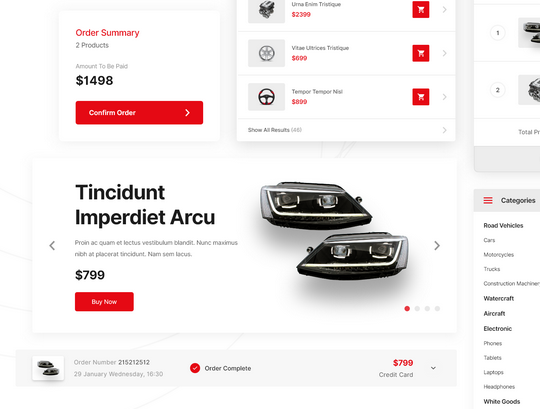 Order Summary
2 Products
Amount To Be Paid
$1498
Confirm Order
Urna Enim Tristique
$2399
Vitae Ultrices Tristique
$699
Tempor Tempor Nisi
$899
Show All Results (46)
1
2
Total Pr
Tincidunt
Imperdiet Arcu
Proin ac quam et lectus vestibulum blandit. Nunc maximus
nibh at placerat tincidunt. Nam sem lacus.
$799
Buy Now
Order Number 215212512
29 January Wednesday, 16:30
Order Complete
$799
Credit Card
Categories
Road Vehicles
Cars
Motorcycles
Trucks
Construction Machiner
Watercraft
Aircraft
Electronic
Phones
Tablets
Laptops
Headphones
White Goods